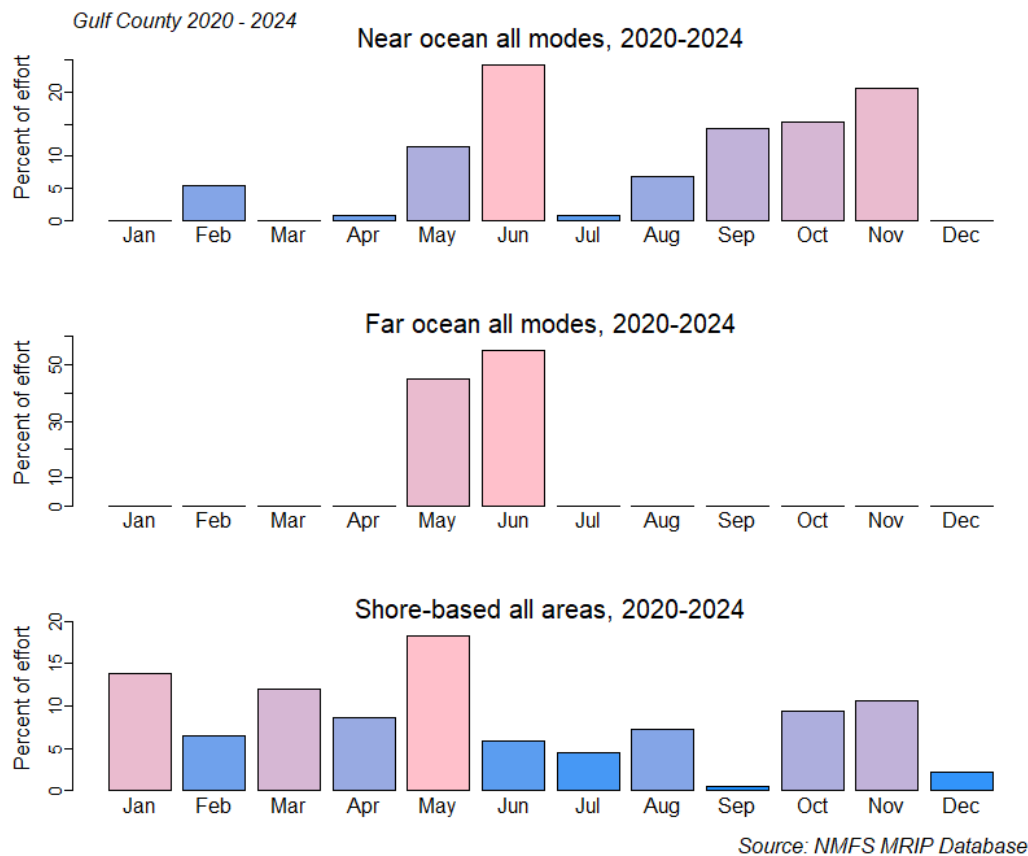 Gulf County 2020 - 2024
Near ocean all modes, 2020-2024
Percent of effort
20
10
5
0
Jan Feb Mar Apr May Jun Jul Aug Sep Oct Nov Dec
Far ocean all modes, 2020-2024
Percent of effort
50
30
10
0
Jan Feb Mar Apr May Jun Jul Aug Sep Oct Nov Dec
Shore-based all areas, 2020-2024
Percent of effort
20
15
10
5
0
Jan Feb Mar Apr May Jun Jul Aug Sep Oct Nov Dec
Source: NMFS MRIP Database